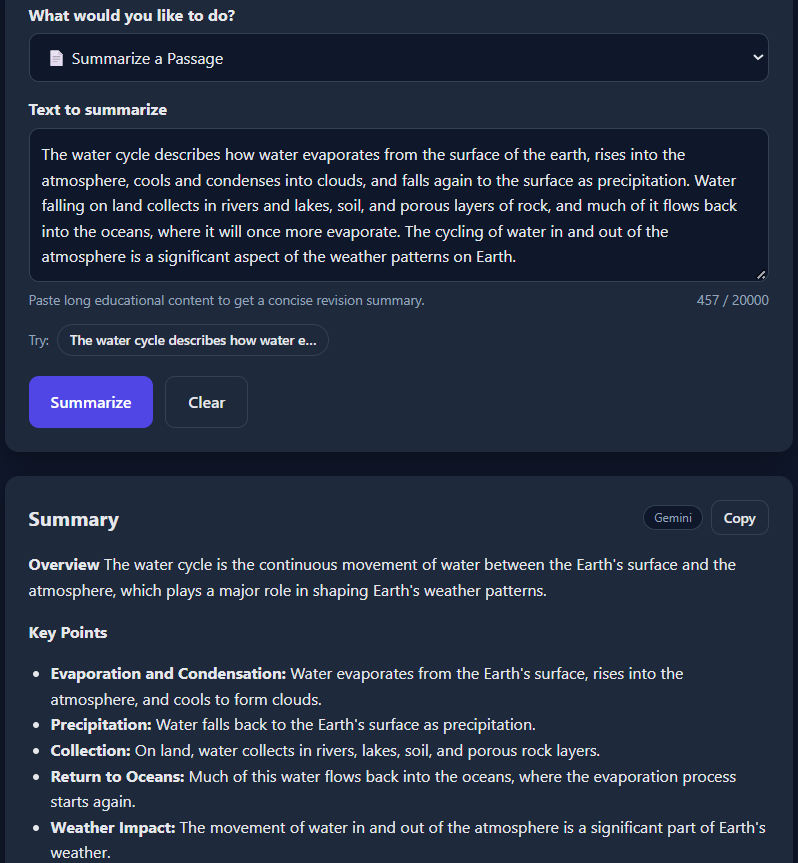 What would you like to do?
Summarize a Passage
Text to summarize
The water cycle describes how water evaporates from the surface of the earth, rises into the
atmosphere, cools and condenses into clouds, and falls again to the surface as precipitation. Water
falling on land collects in rivers and lakes, soil, and porous layers of rock, and much of it flows back
into the oceans, where it will once more evaporate. The cycling of water in and out of the
atmosphere is a significant aspect of the weather patterns on Earth.
Paste long educational content to get a concise revision summary.
457 / 20000
Try:
The water cycle describes how water e...
Summarize
Clear
Summary
Gemini
Copy
Overview The water cycle is the continuous movement of water between the Earth's surface and the
atmosphere, which plays a major role in shaping Earth's weather patterns.
Key Points
• Evaporation and Condensation: Water evaporates from the Earth's surface, rises into the
atmosphere, and cools to form clouds.
• Precipitation: Water falls back to the Earth's surface as precipitation.
• Collection: On land, water collects in rivers, lakes, soil, and porous rock layers.
• Return to Oceans: Much of this water flows back into the oceans, where the evaporation process
starts again.
• Weather Impact: The movement of water in and out of the atmosphere is a significant part of Earth's
weather.